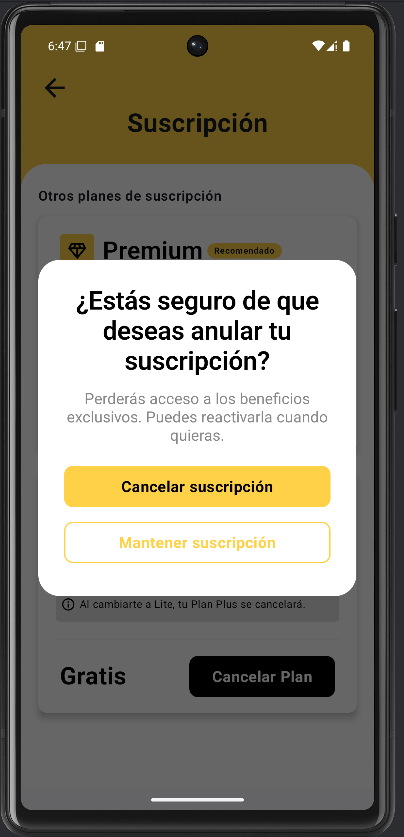 6:47
Suscripción
Otros planes de suscripción
Premium Recomendado
¿Estás seguro de que
deseas anular tu
suscripción?
Perderás acceso a los beneficios
exclusivos. Puedes reactivarla cuando
quieras.
Cancelar suscripción
Mantener suscripción
Al cambiarte a Lite, tu Plan Plus se cancelará.
Gratis Cancelar Plan